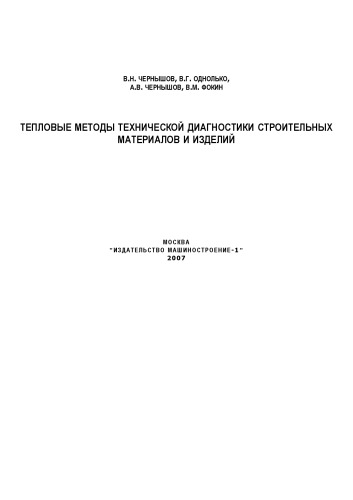 В.Н. ЧЕРНЫШОВ, В.Г. ОДНОЛЬКО,
А.В. ЧЕРНЫШОВ, В.М. ФОКИН
ТЕПЛОВЫЕ МЕТОДЫ ТЕХНИЧЕСКОЙ ДИАГНОСТИКИ СТРОИТЕЛЬНЫХ
МАТЕРИАЛОВ И ИЗДЕЛИЙ
МОСКВА
"ИЗДАТЕЛЬСТВО МАШИНОСТРОЕНИЕ-1"
2007